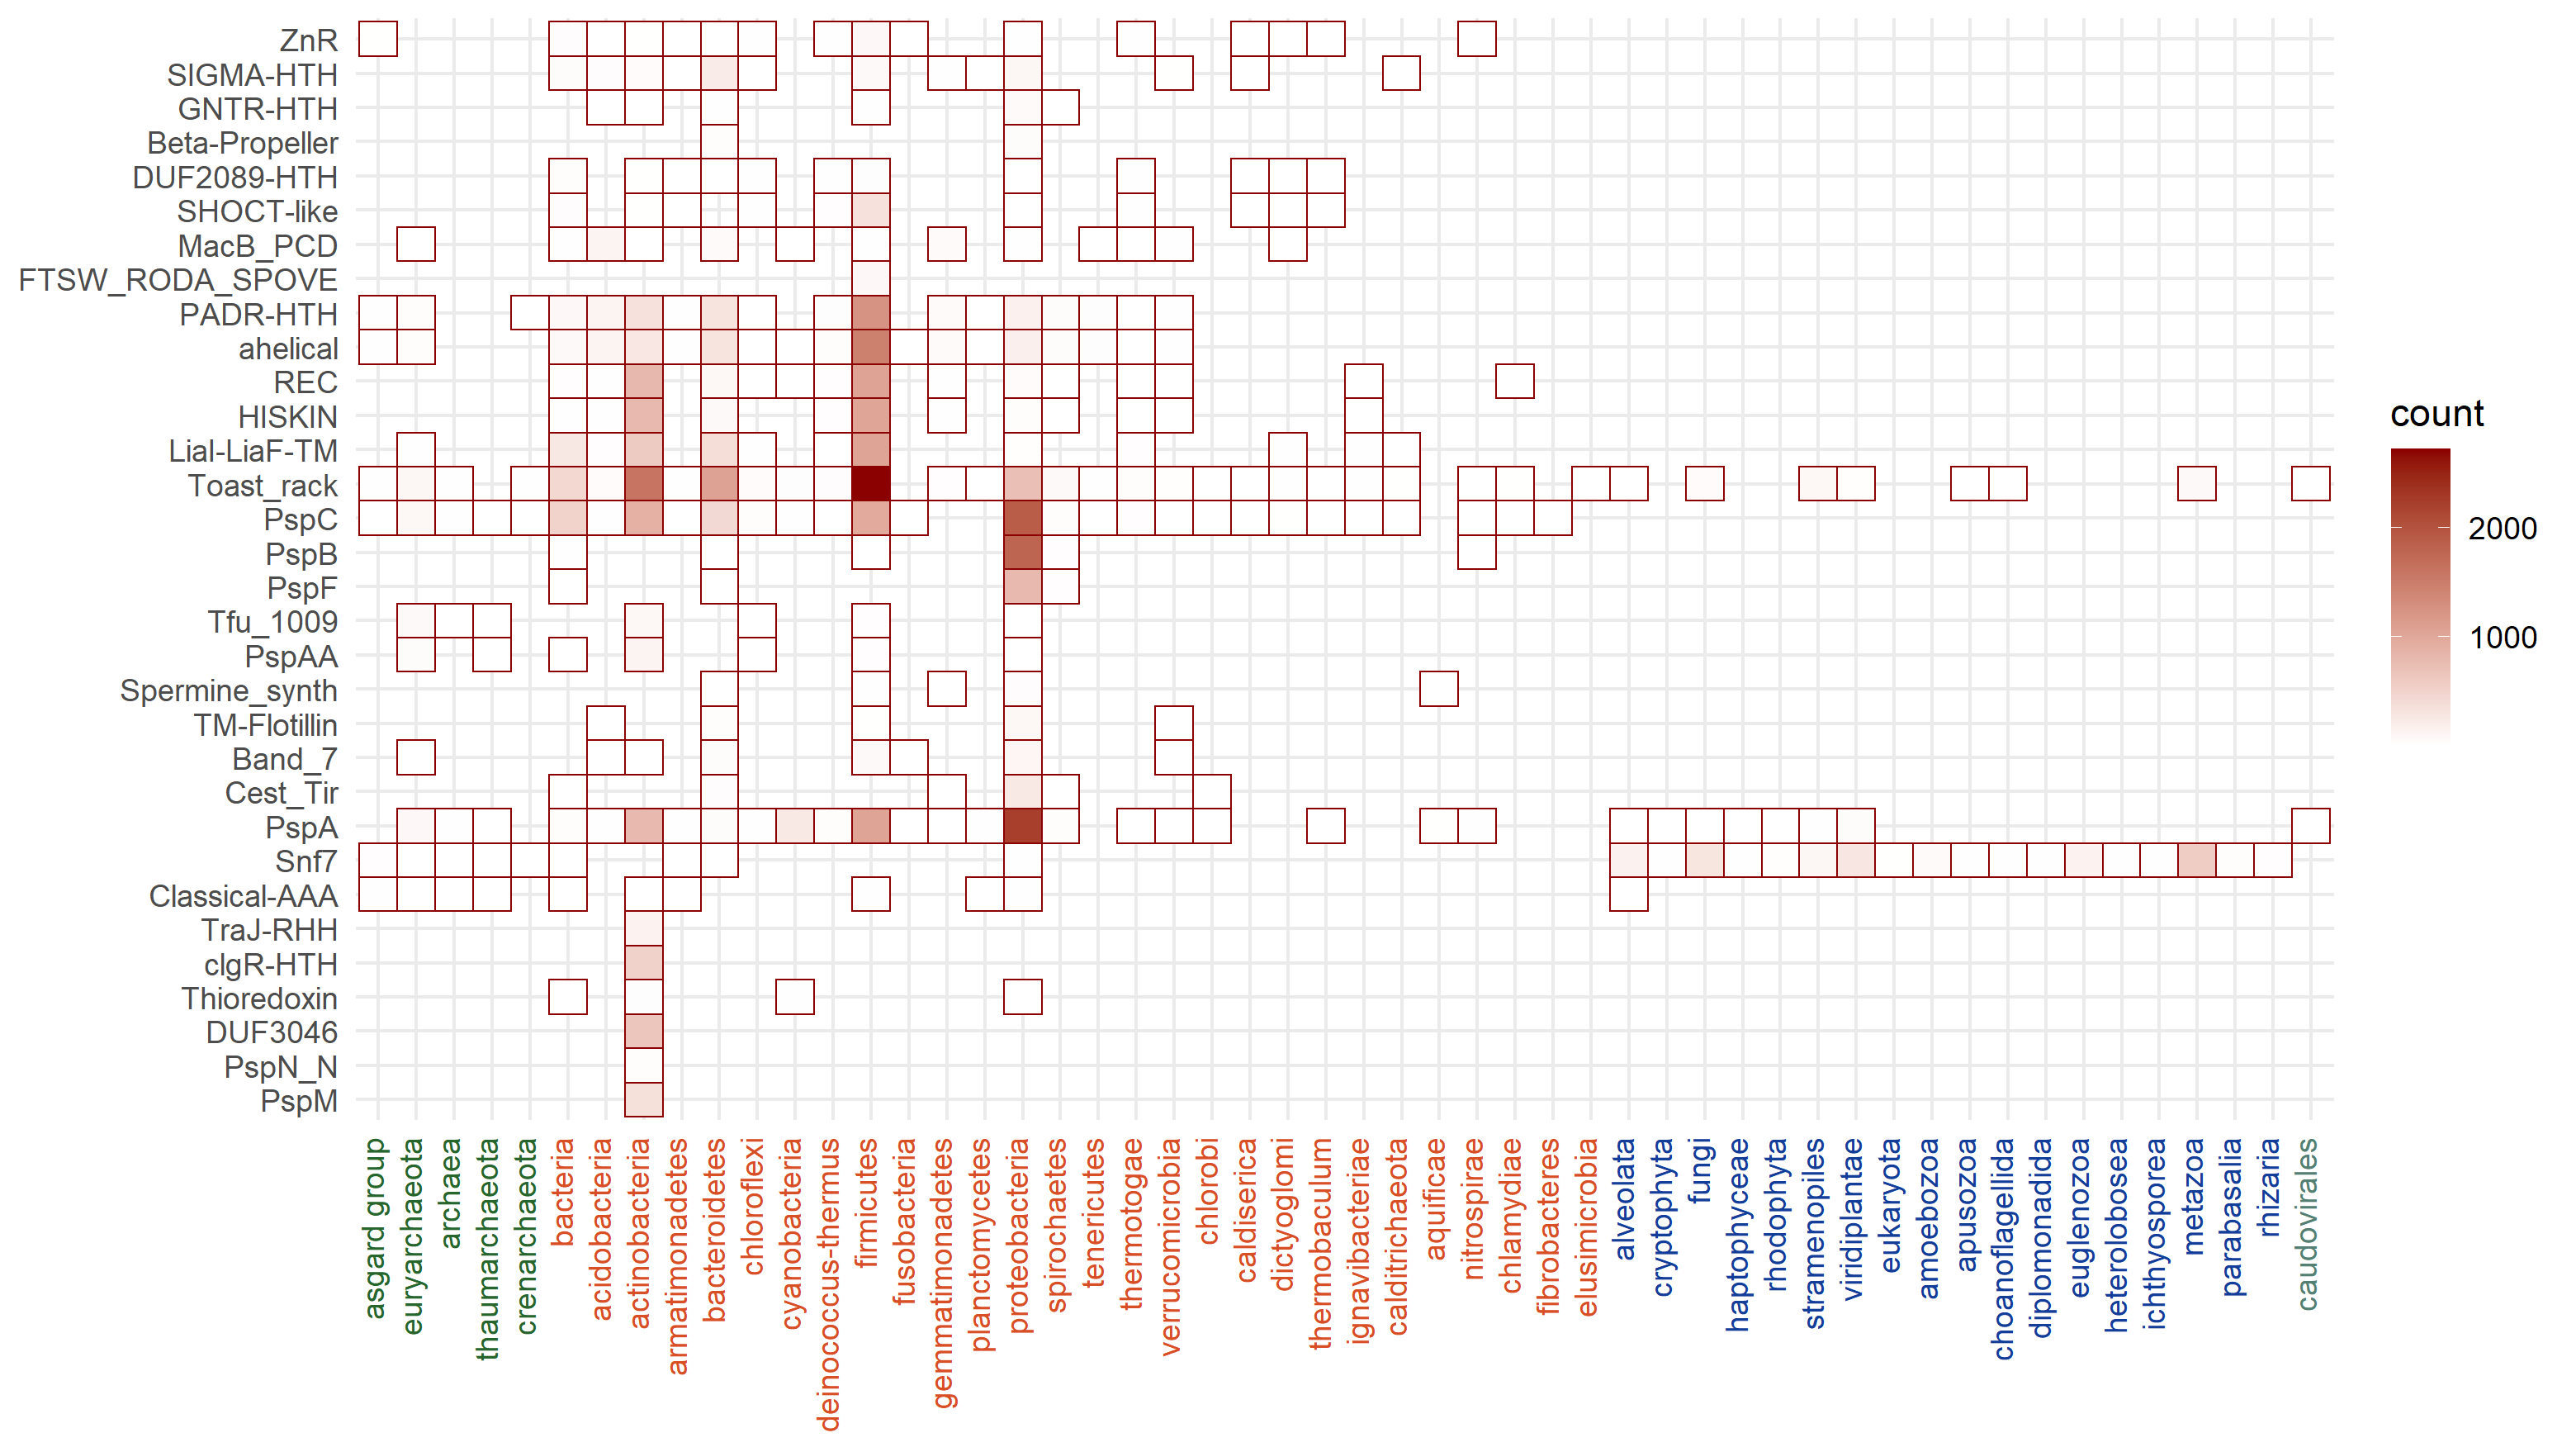 ZnR
SIGMA-HTH
GNTR-HTH
Beta-Propeller
DUF2089-HTH
SHOCT-like
MacB_PCD
FTSW_RODA_SPOVE
PADR-HTH
ahelical
REC
HISKIN
LiaI-LiaF-TM
Toast_rack
PspC
PspB
PspF
Tfu_1009
PspAA
Spermine_synth
TM-Flotillin
Band_7
Cest_Tir
PspA
Snf7
Classical-AAA
TraJ-RHH
clgR-HTH
Thioredoxin
DUF3046
PspN_N
PspM
asgard group
euryarchaeota
archaea
thaumarchaeota
crenarchaeota
bacteria
acidobacteria
actinobacteria
armatimonadetes
bacteroidetes
chloroflexi
cyanobacteria
deinococcus-thermus
firmicutes
fusobacteria
gemmatimonadetes
planctomycetes
proteobacteria
spirochaetes
tenericutes
thermotogae
verrucomicrobia
chlorobi
caldiserica
dictyoglomi
thermobaculum
ignavibacteriae
calditrichaeota
aquificae
nitrospirae
chlamydiae
fibrobacteres
elusimicrobia
alveolata
cryptophyta
fungi
haptophyceae
rhodophyta
stramenopiles
viridiplantae
eukaryota
amoebozoa
apusozoa
choanoflagellida
diplomonadida
euglenozoa
heterolobosea
ichthyosporea
metazoa
parabasalia
rhizaria
caudovirales
count
2000
1000